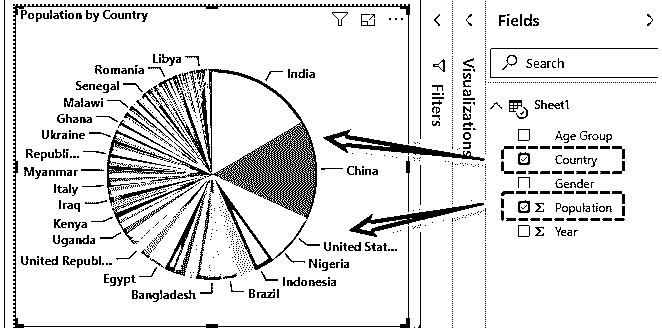 Population by Country
Libya
Romania
Senegal
Malawi
Ghana
Ukraine
Republi...
Myanmar
Italy
Iraq
Kenya
Uganda
United Republ...
Egypt
Bangladesh
Brazil
Indonesia
Nigeria
United Stat...
China
India
Filters
Visualizations
Fields
Search
Sheet1
Age Group
Country
Gender
Σ Population
Σ Year